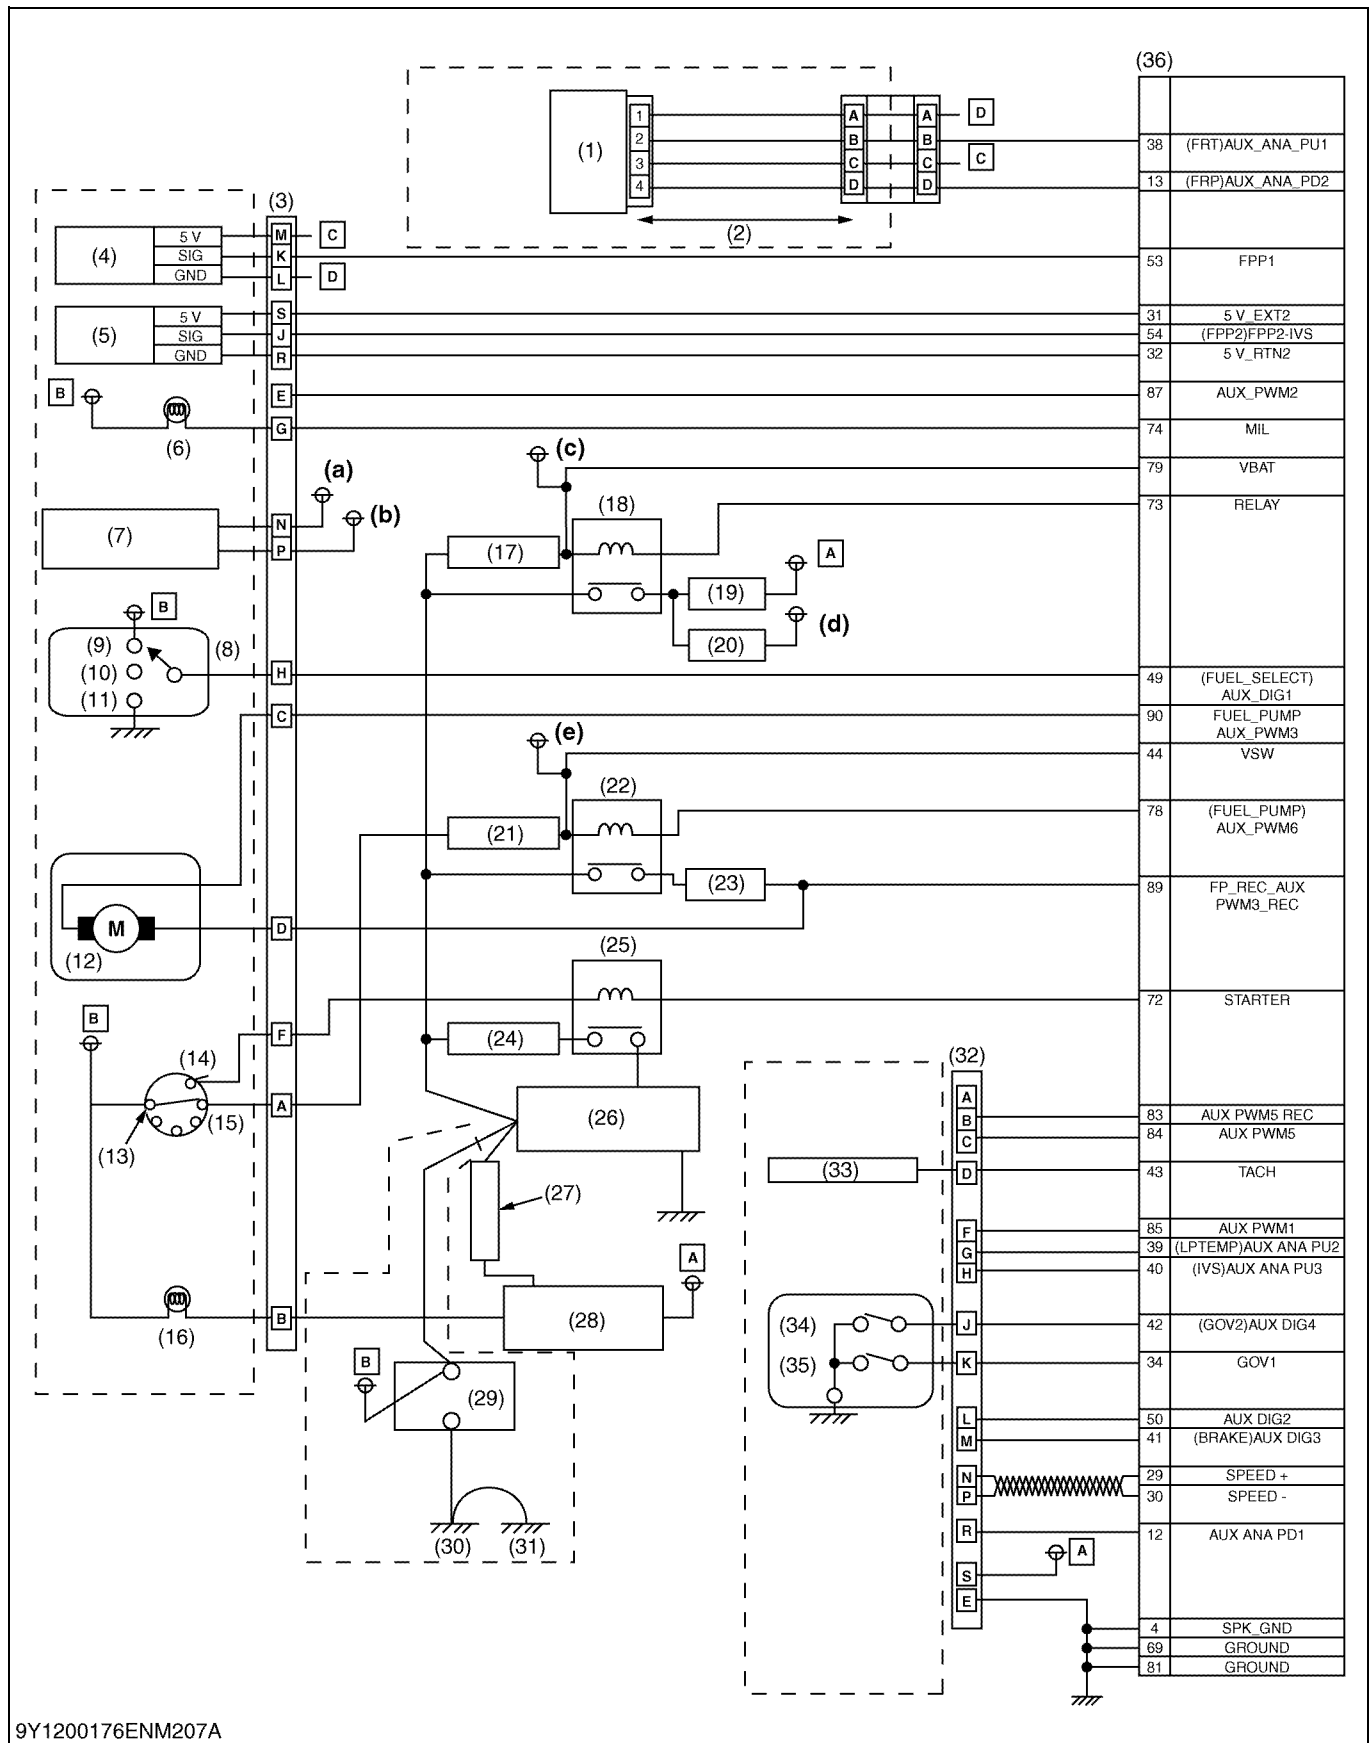 (36)
(1)
1
2
3
4
A
B
C
D
A
B
C
D
D
C
(2)
38 (FRT)AUX_ANA_PU1
13 (FRP)AUX_ANA_PD2
(3)
(4)
5 V
SIG
GND
M
K
L
C
D
53 FPP1
(5)
5 V
SIG
GND
S
J
R
31 5 V_EXT2
54 (FPP2)FPP2-IVS
32 5 V_RTN2
B
E
87 AUX_PWM2
(6)
G
74 MIL
(c)
79 VBAT
(a)
(b)
(7)
N
P
(18)
73 RELAY
(17)
A
(19)
(d)
(20)
B
(9)
(10)
(11)
(8)
H
49 (FUEL_SELECT)
AUX_DIG1
C
90 FUEL_PUMP
AUX_PWM3
(e)
44 VSW
(22)
78 (FUEL_PUMP)
AUX_PWM6
(21)
(23)
89 FP_REC_AUX
PWM3_REC
M
(12)
D
(25)
72 STARTER
B
F
(24)
(14)
(13)
(15)
A
(26)
(32)
A
B
C
83 AUX PWM5 REC
84 AUX PWM5
(33)
D
43 TACH
(27)
F
G
H
85 AUX PWM1
39 (LPTEMP)AUX ANA PU2
40 (IVS)AUX ANA PU3
A
(16)
B
(28)
(34)
J
42 (GOV2)AUX DIG4
(35)
K
34 GOV1
B
(29)
L
M
50 AUX DIG2
41 (BRAKE)AUX DIG3
N
P
29 SPEED +
30 SPEED -
(30)
(31)
R
12 AUX ANA PD1
A
S
E
4 SPK_GND
69 GROUND
81 GROUND
9Y1200176ENM207A